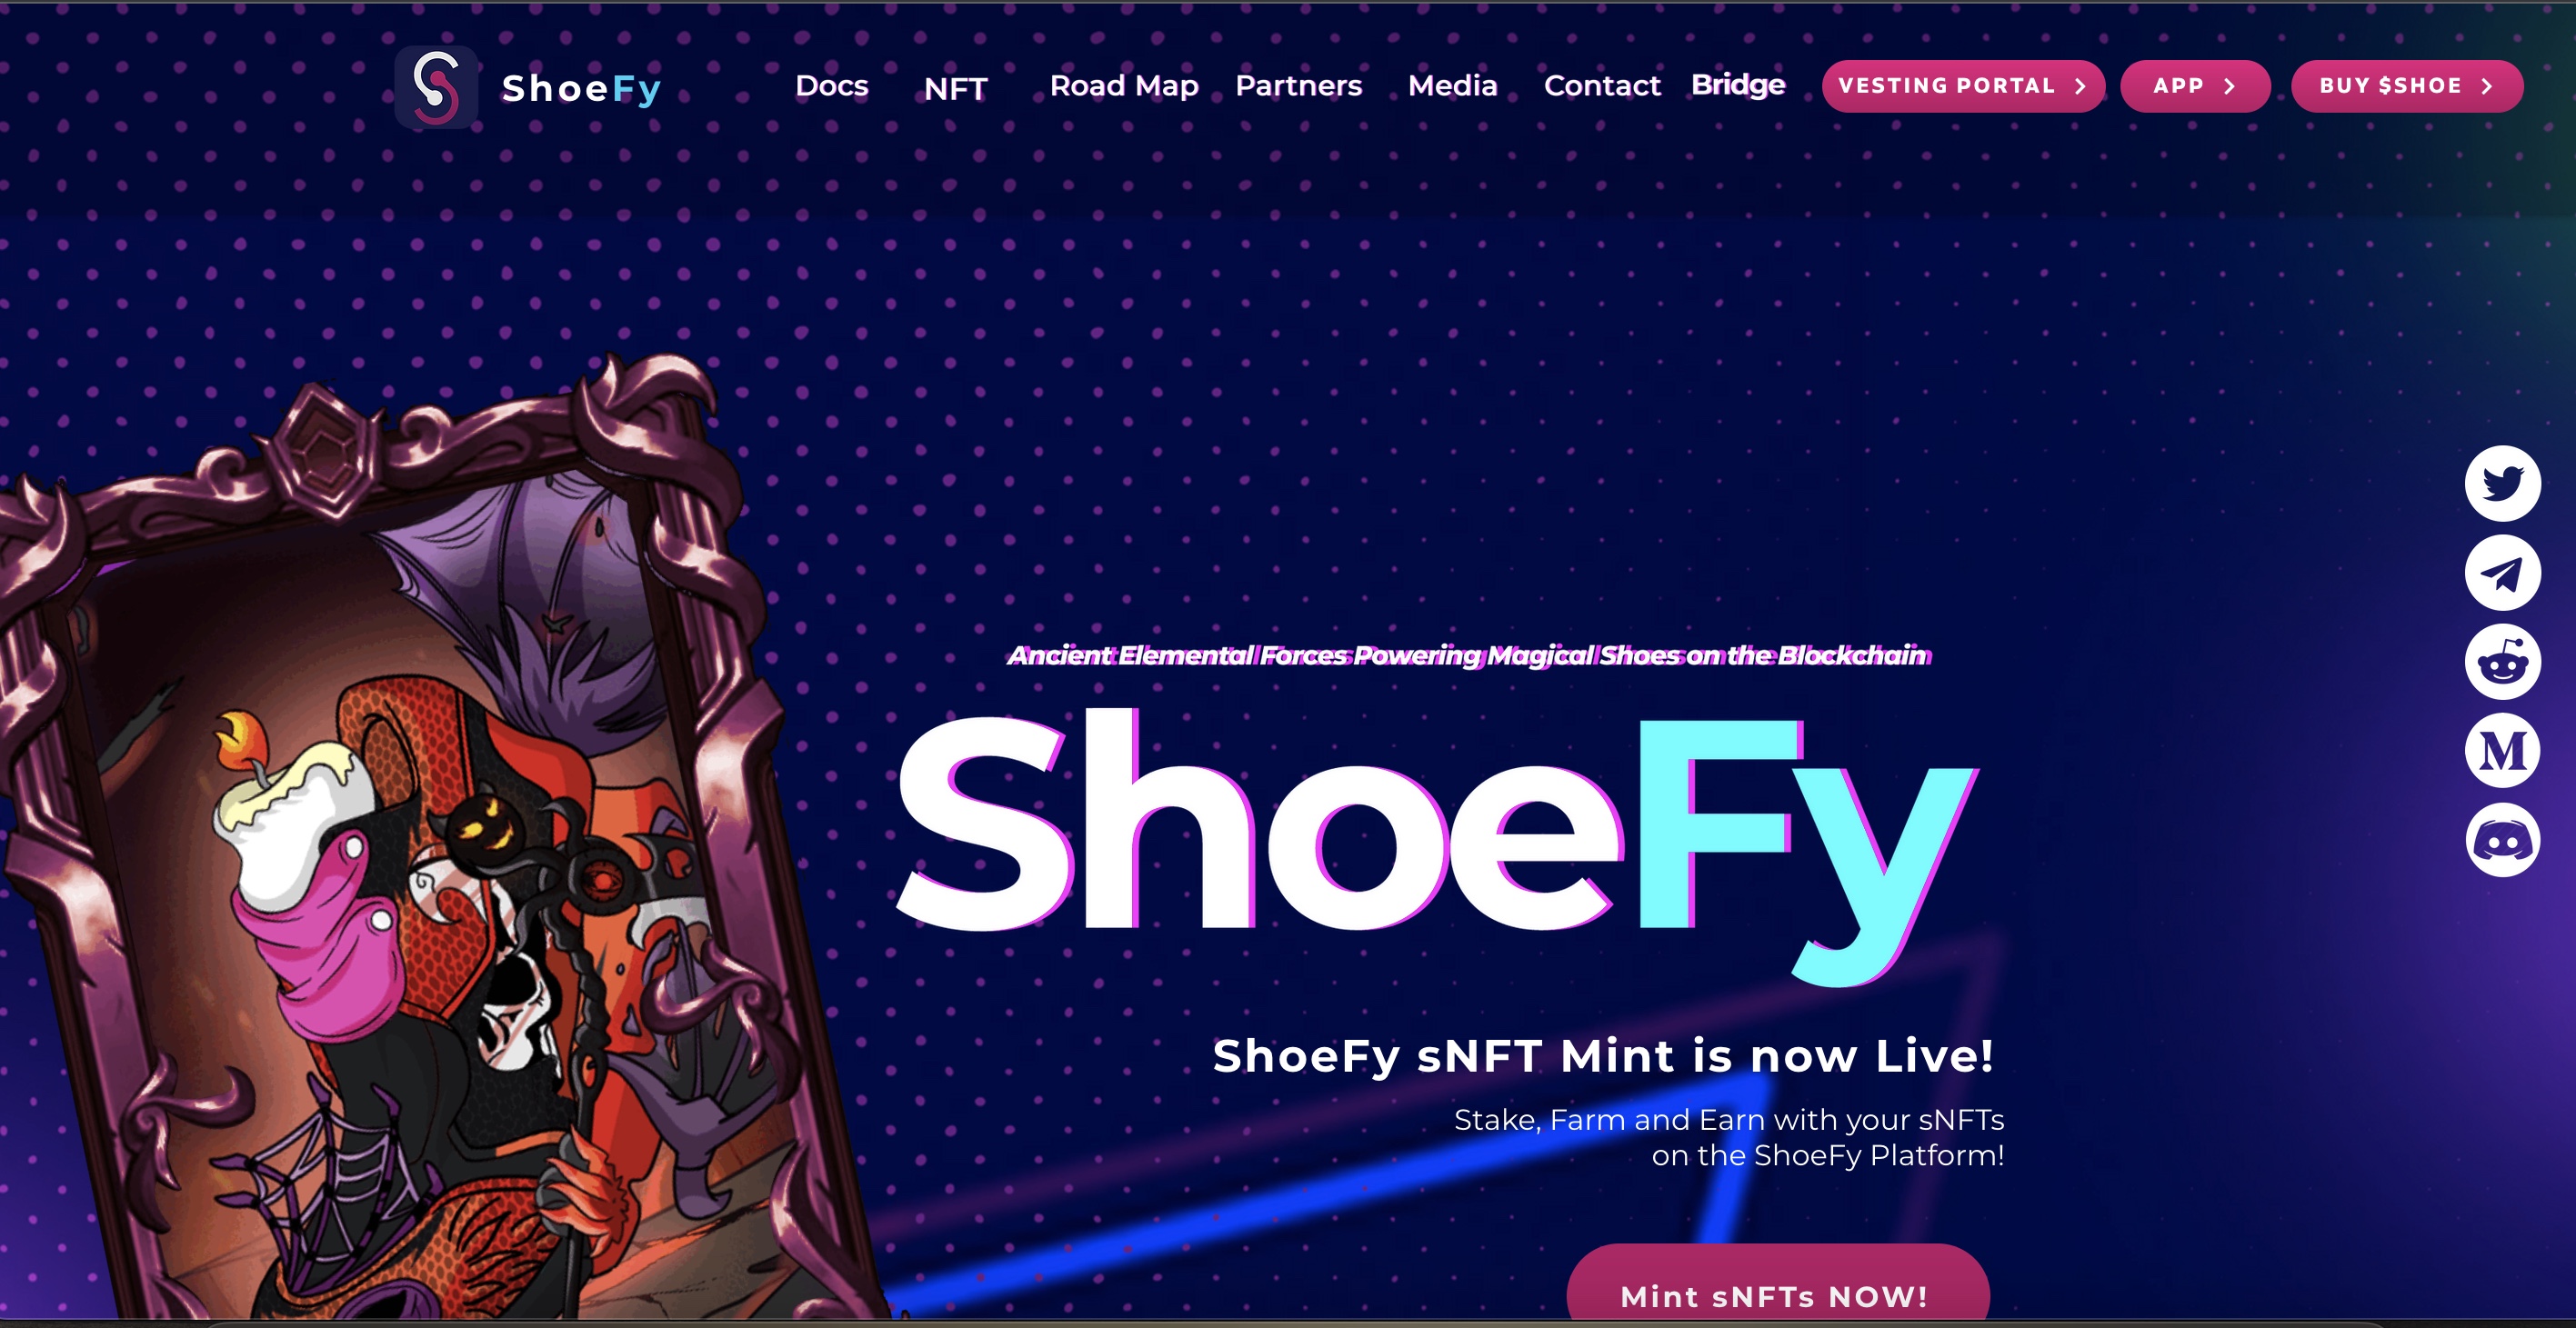 ShoeFy
Docs NFT Road Map Partners Media Contact Bridge VESTING PORTAL APP BUY $SHOE
Ancient Elemental Forces Powering Magical Shoes on the Blockchain
ShoeFy
ShoeFy sNFT Mint is now Live!
Stake, Farm and Earn with your sNFTs
on the ShoeFy Platform!
Mint sNFTs NOW!